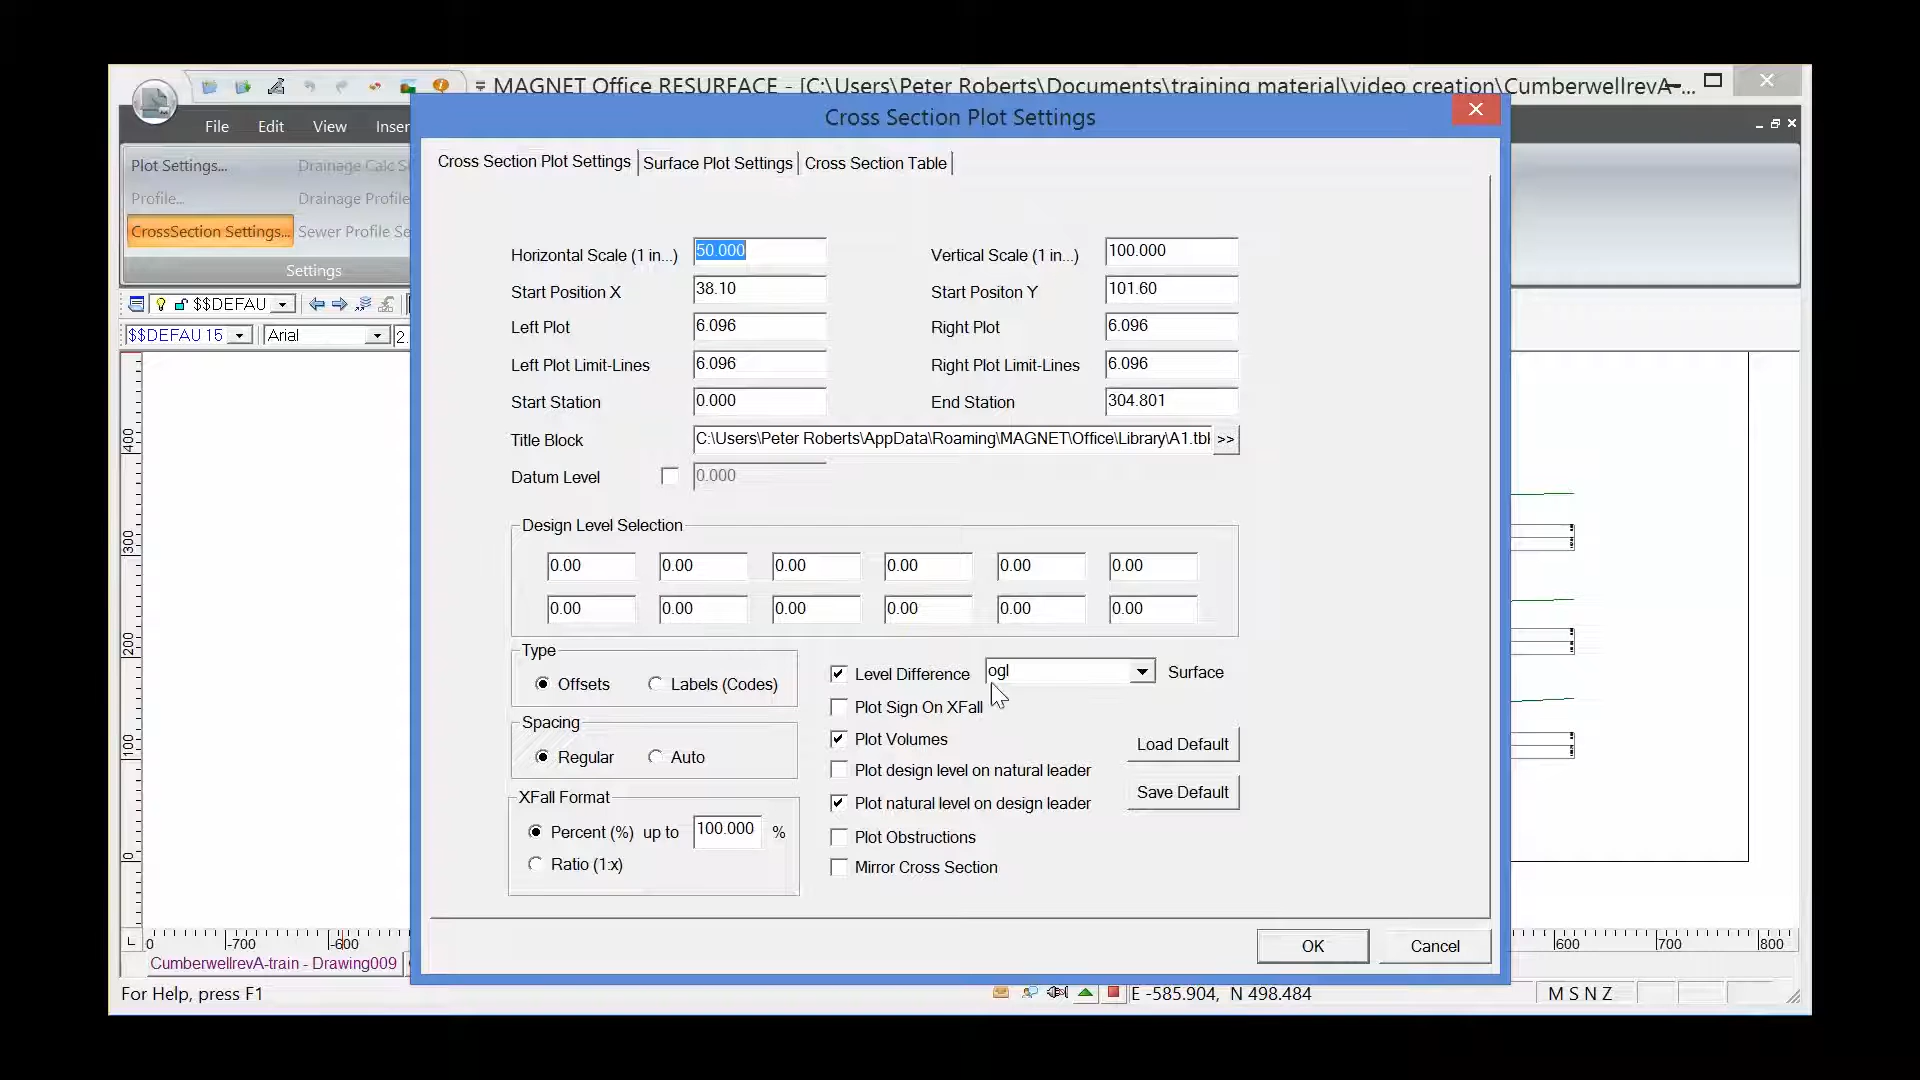 MAGNET Office RESURFACE - [C:\Users\Peter Roberts\Documents\training material\video creation\CumberwellrevA-...
Cross Section Plot Settings
File Edit View Inser
Cross Section Plot Settings Surface Plot Settings Cross Section Table
Plot Settings... Drainage Calc S
Profile... Drainage Profile
CrossSection Settings... Sewer Profile Se
Settings
$$DEFAU
$$DEFAU 15 Arial 2.
Horizontal Scale (1 in...) 50.000 Vertical Scale (1 in...) 100.000
Start Position X 38.10 Start Positon Y 101.60
Left Plot 6.096 Right Plot 6.096
Left Plot Limit-Lines 6.096 Right Plot Limit-Lines 6.096
Start Station 0.000 End Station 304.801
Title Block C:\Users\Peter Roberts\AppData\Roaming\MAGNET\Office\Library\A1.tbl >>
Datum Level 0.000
Design Level Selection
0.00 0.00 0.00 0.00 0.00 0.00
0.00 0.00 0.00 0.00 0.00 0.00
Type
Offsets Labels (Codes)
Level Difference ogl Surface
Plot Sign On XFall
Spacing
Regular Auto
Plot Volumes
Load Default
Plot design level on natural leader
Save Default
XFall Format
Percent (%) up to 100.000 %
Ratio (1:x)
Plot natural level on design leader
Plot Obstructions
Mirror Cross Section
OK Cancel
400
300
200
100
0
0 -700 -600 600 700 800
CumberwellrevA-train - Drawing009
For Help, press F1 E -585.904, N 498.484 M S N Z